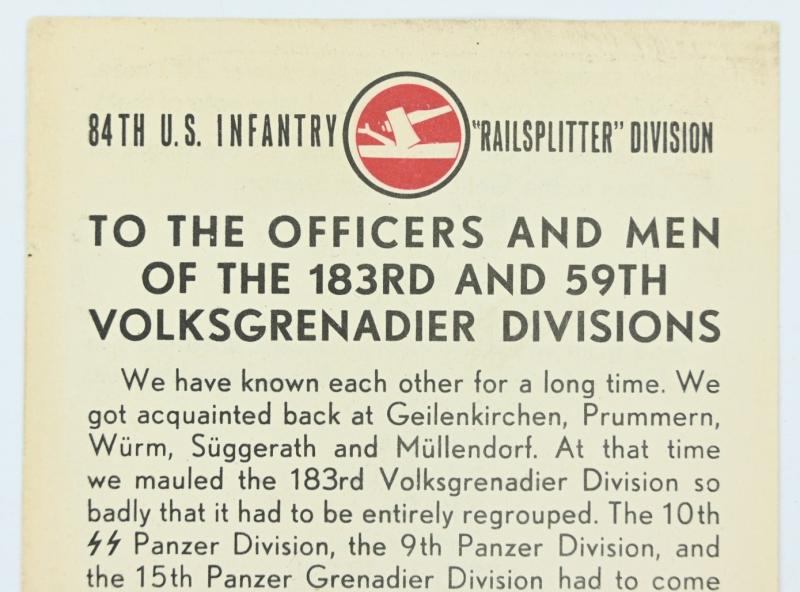 84TH U.S. INFANTRY "RAILSPLITTER" DIVISION
TO THE OFFICERS AND MEN
OF THE 183RD AND 59TH
VOLKSGRENADIER DIVISIONS
We have known each other for a long time. We
got acquainted back at Geilenkirchen, Prummern,
Würm, Süggerath and Müllendorf. At that time
we mauled the 183rd Volksgrenadier Division so
badly that it had to be entirely regrouped. The 10th
ϟϟ Panzer Division, the 9th Panzer Division, and
the 15th Panzer Grenadier Division had to come